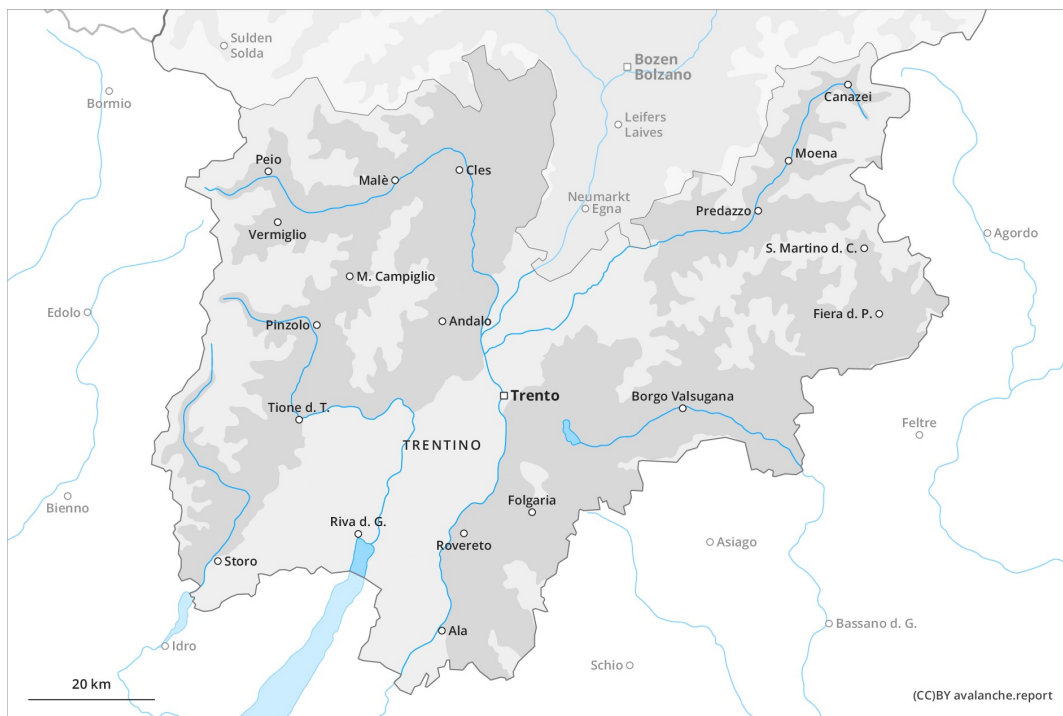 Sulden
Solda
Bozen
Bolzano
Bormio
Canazei
Leifers
Laives
Moena
Peio
Malè
Cles
Neumarkt
Egna
Predazzo
Vermiglio
S. Martino d. C.
Agordo
M. Campiglio
Edolo
Pinzolo
Andalo
Fiera d. P.
Trento
Borgo Valsugana
Tione d. T.
Feltre
TRENTINO
Bienno
Folgaria
Riva d. G.
Rovereto
Asiago
Storo
Ala
Bassano d. G.
Idro
Schio
20 km
(CC)BY avalanche.report